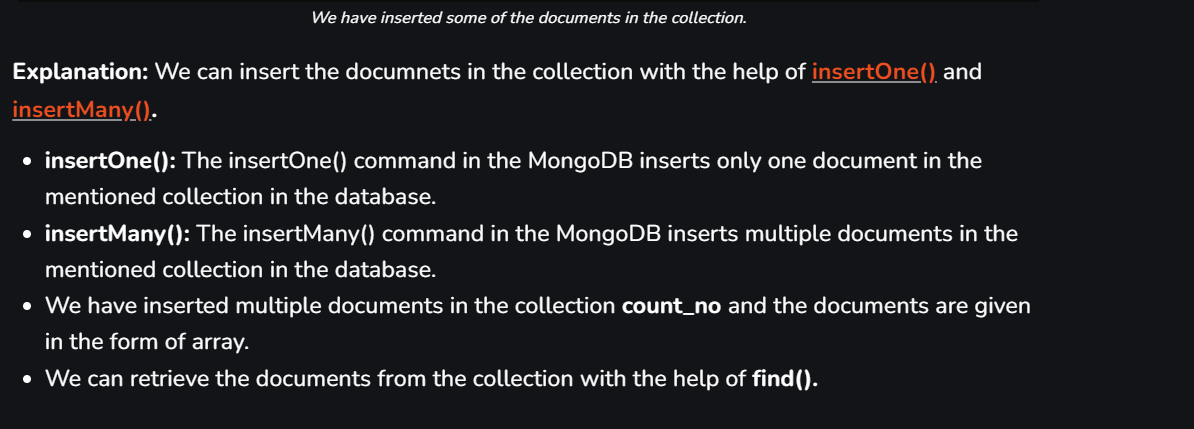 We have inserted some of the documents in the collection.
Explanation: We can insert the documnets in the collection with the help of insertOne() and
insertMany().
• insertOne(): The insertOne() command in the MongoDB inserts only one document in the
mentioned collection in the database.
• insertMany(): The insertMany() command in the MongoDB inserts multiple documents in the
mentioned collection in the database.
• We have inserted multiple documents in the collection count_no and the documents are given
in the form of array.
• We can retrieve the documents from the collection with the help of find().